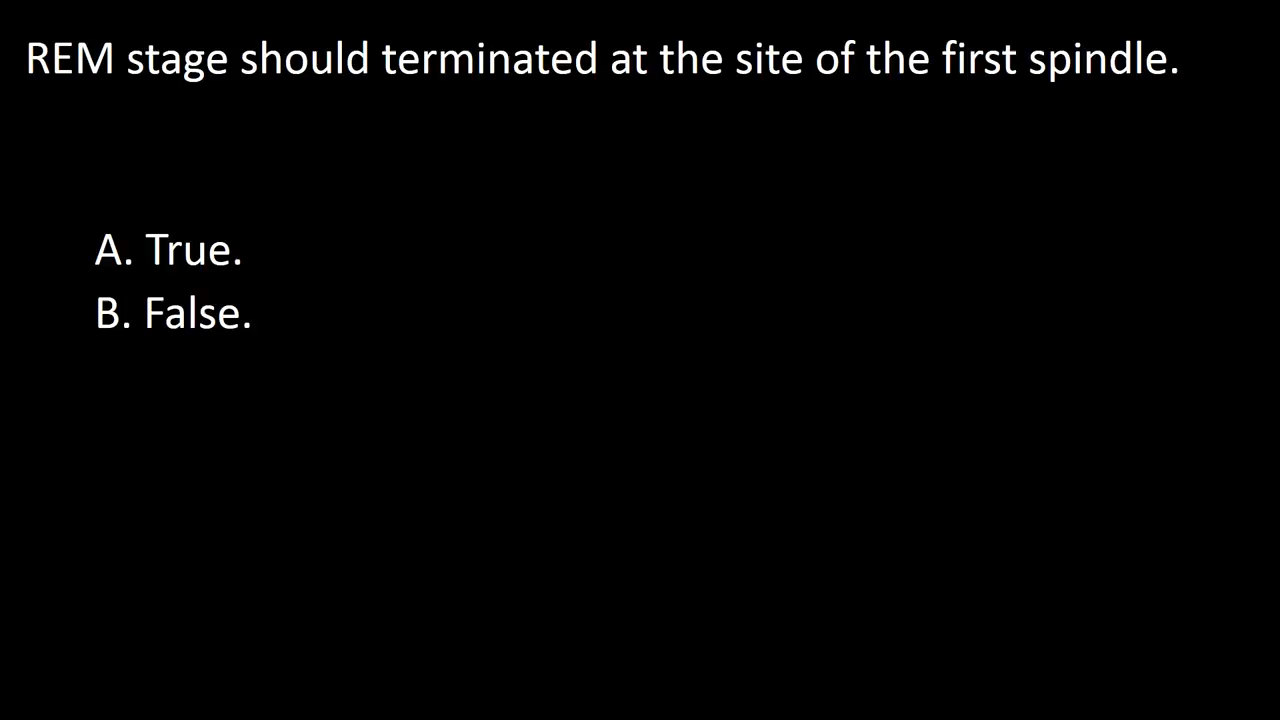 REM stage should terminated at the site of the first spindle.
A. True.
B. False.